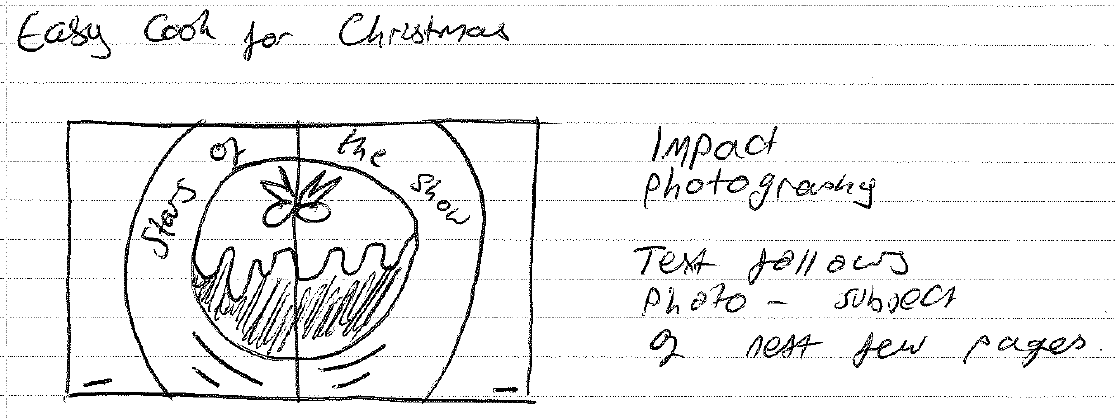 Easy Cook for Christmas
Stars of the show
Impact
photography
Text follows
photo - subject
of next few pages.